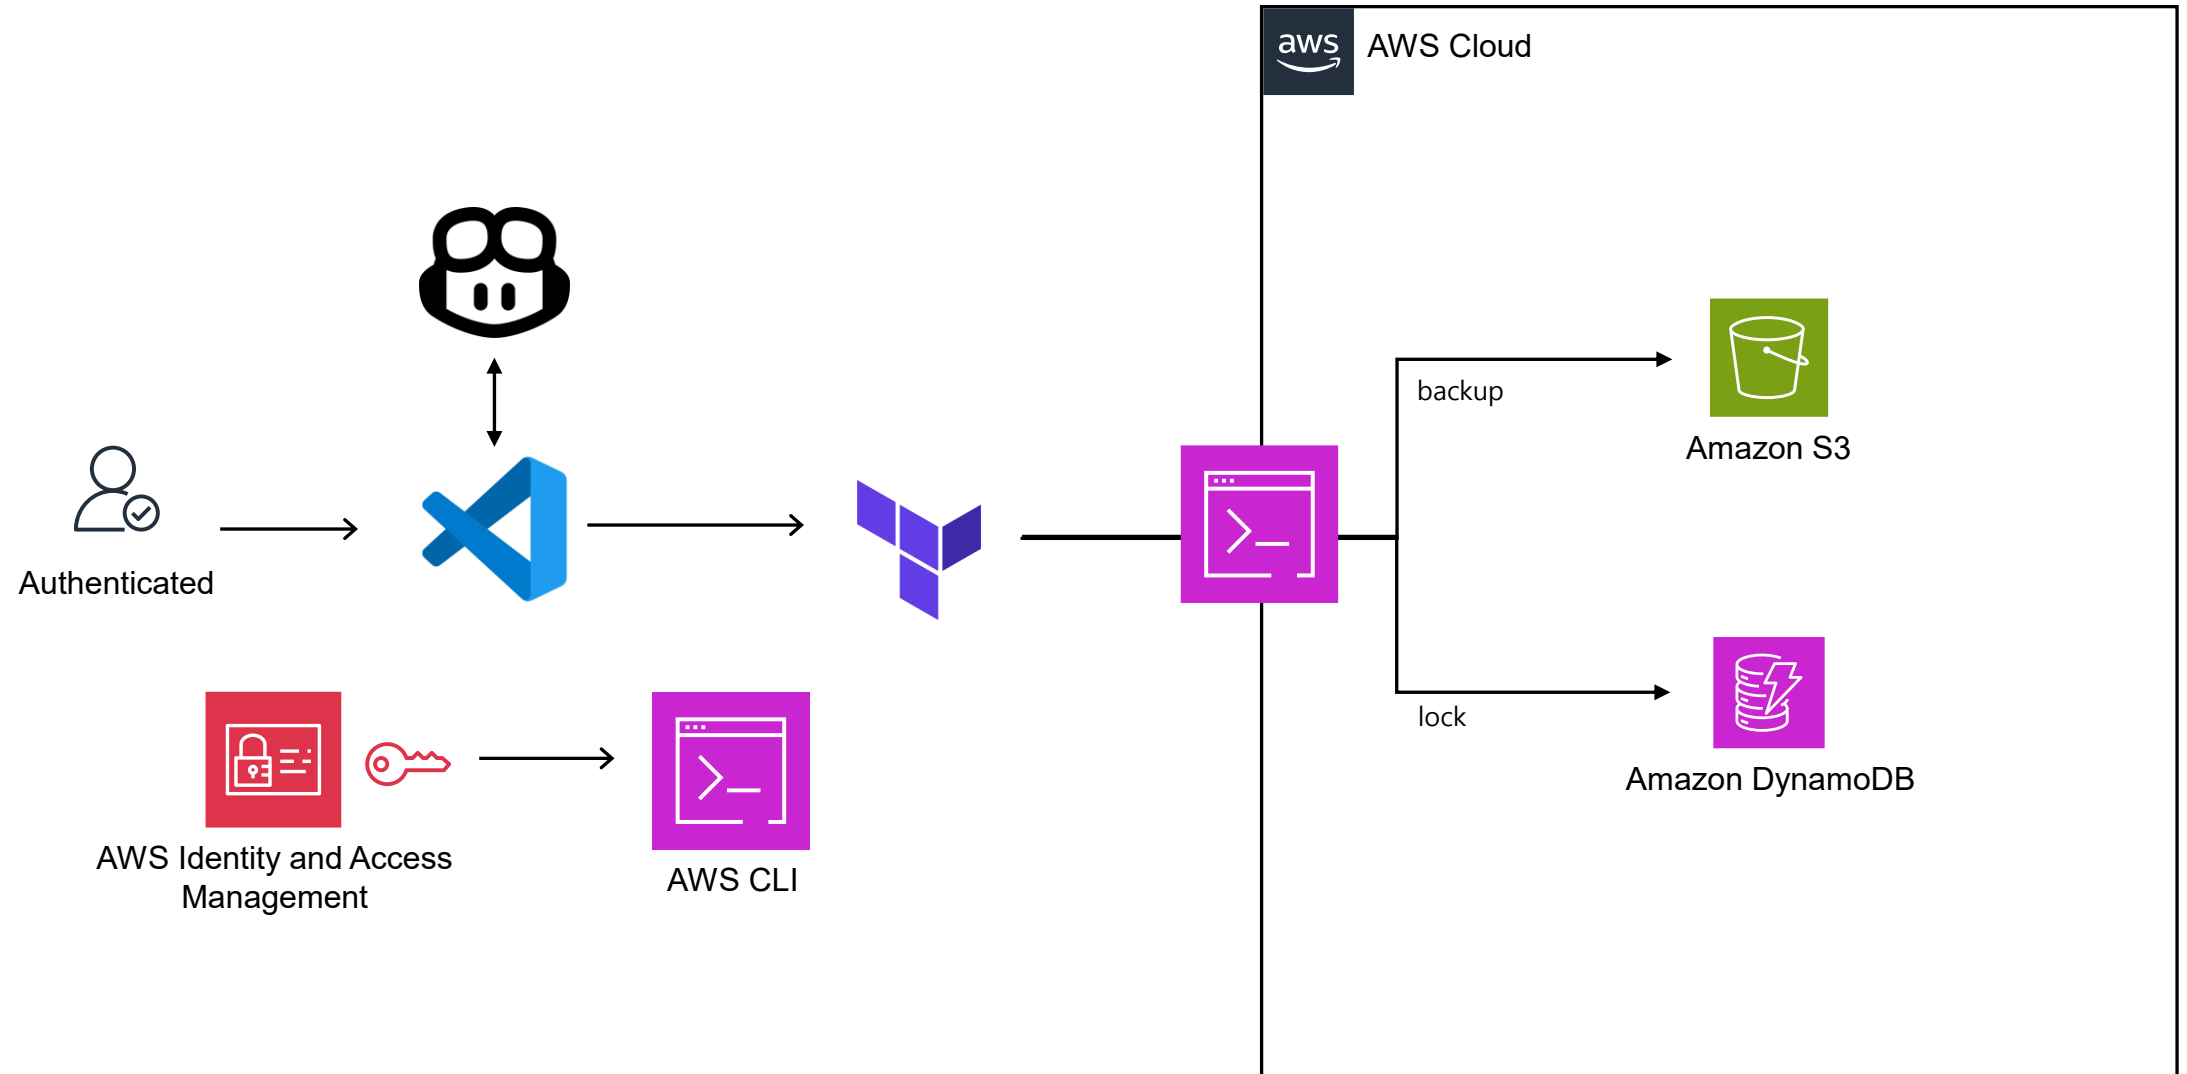 aws
AWS Cloud
backup
Amazon S3
Authenticated
lock
Amazon DynamoDB
AWS Identity and Access
Management
AWS CLI